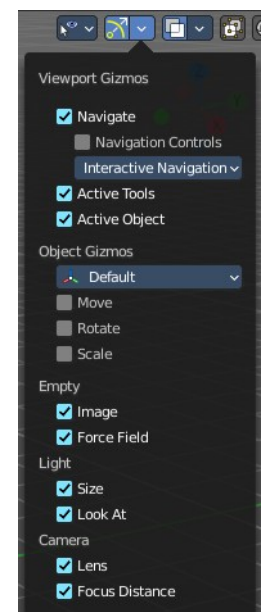 Viewport Gizmos
Navigate
Navigation Controls
Interactive Navigation
Active Tools
Active Object
Object Gizmos
Default
Move
Rotate
Scale
Empty
Image
Force Field
Light
Size
Look At
Camera
Lens
Focus Distance